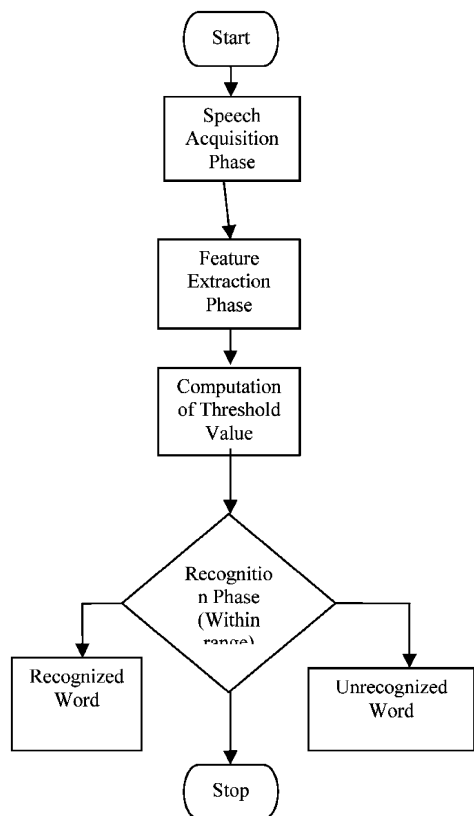 Start
Speech
Acquisition
Phase
Feature
Extraction
Phase
Computation
of Threshold
Value
Recognitio
n Phase
(Within
range)
Recognized
Word
Unrecognized
Word
Stop